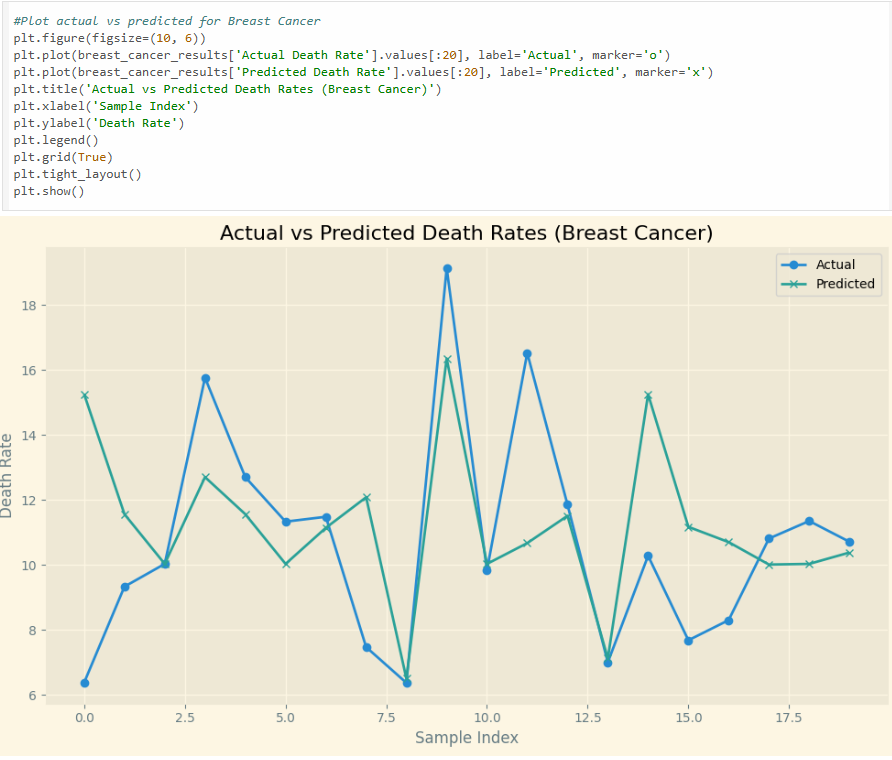 #Plot actual vs predicted for Breast Cancer
plt.figure(figsize=(10, 6))
plt.plot(breast_cancer_results['Actual Death Rate'].values[:20], label='Actual', marker='o')
plt.plot(breast_cancer_results['Predicted Death Rate'].values[:20], label='Predicted', marker='x')
plt.title('Actual vs Predicted Death Rates (Breast Cancer)')
plt.xlabel('Sample Index')
plt.ylabel('Death Rate')
plt.legend()
plt.grid(True)
plt.tight_layout()
plt.show()
Actual vs Predicted Death Rates (Breast Cancer)
Actual
Predicted
18
16
14
12
10
8
6
Death Rate
0.0 2.5 5.0 7.5 10.0 12.5 15.0 17.5
Sample Index